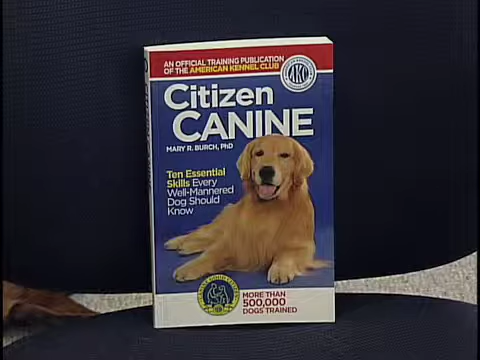 AN OFFICIAL TRAINING PUBLICATION
OF THE AMERICAN KENNEL CLUB
AKC
Citizen
CANINE
MARY R. BURCH, PhD
Ten Essential
Skills Every
Well-Mannered
Dog Should
Know
MORE THAN
500,000
DOGS TRAINED